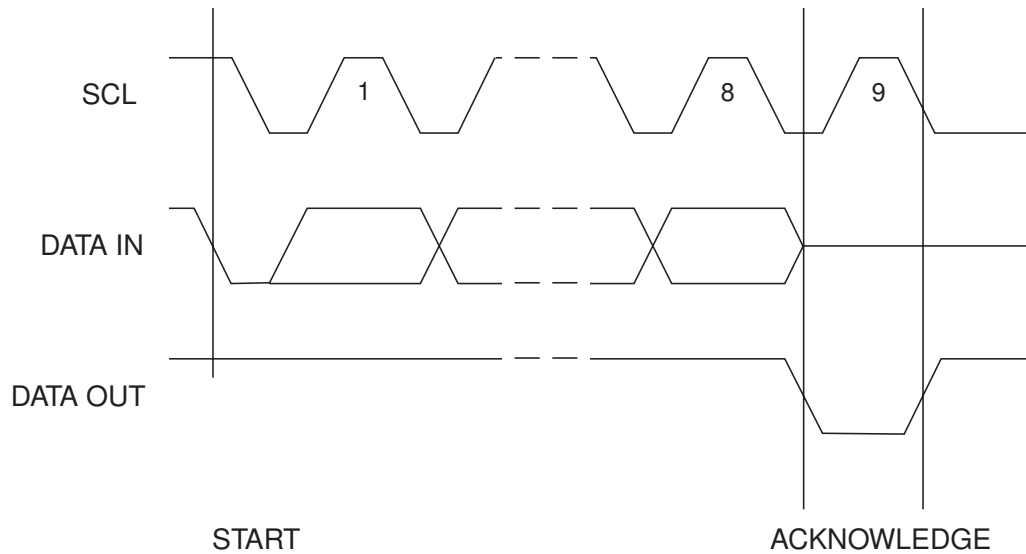 SCL
1
8
9
DATA IN
DATA OUT
START
ACKNOWLEDGE